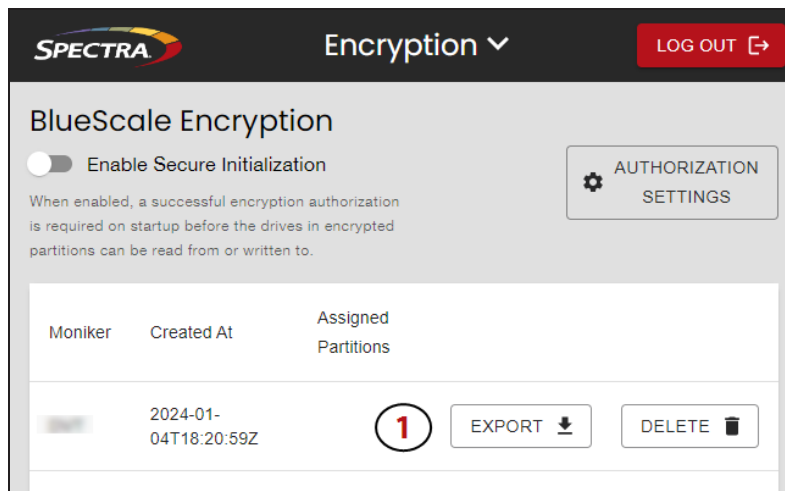 SPECTRA
Encryption
LOG OUT
BlueScale Encryption
Enable Secure Initialization
AUTHORIZATION
SETTINGS
When enabled, a successful encryption authorization
is required on startup before the drives in encrypted
partitions can be read from or written to.
Moniker
Created At
Assigned
Partitions
2024-01-
04T18:20:59Z
1
EXPORT
DELETE